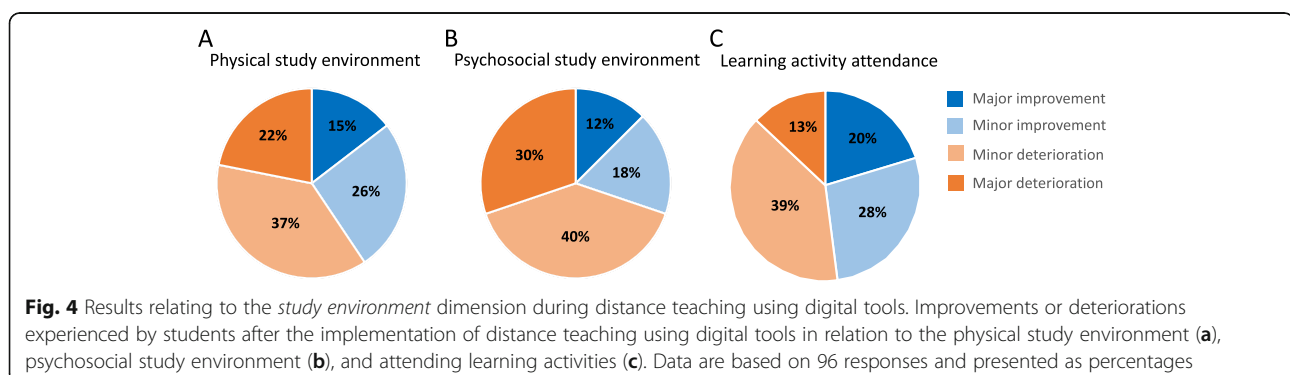 A
Physical study environment
15%
26%
37%
22%
B
Psychosocial study environment
12%
18%
40%
30%
C
Learning activity attendance
20%
28%
39%
13%
Major improvement
Minor improvement
Minor deterioration
Major deterioration
Fig. 4 Results relating to the study environment dimension during distance teaching using digital tools. Improvements or deteriorations
experienced by students after the implementation of distance teaching using digital tools in relation to the physical study environment (a),
psychosocial study environment (b), and attending learning activities (c). Data are based on 96 responses and presented as percentages